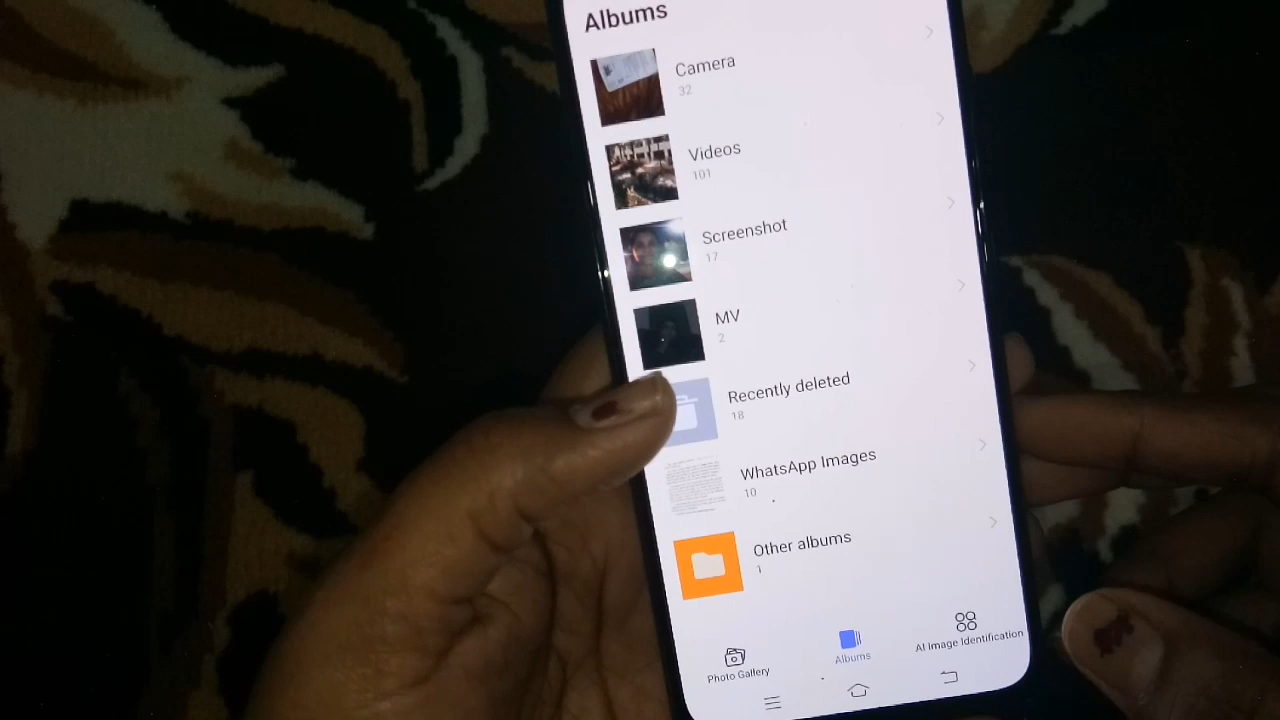 Albums
Camera
32
Videos
101
Screenshot
17
MV
2
Recently deleted
18
WhatsApp Images
10
Other albums
1
Photo Gallery
Albums
AI Image Identification